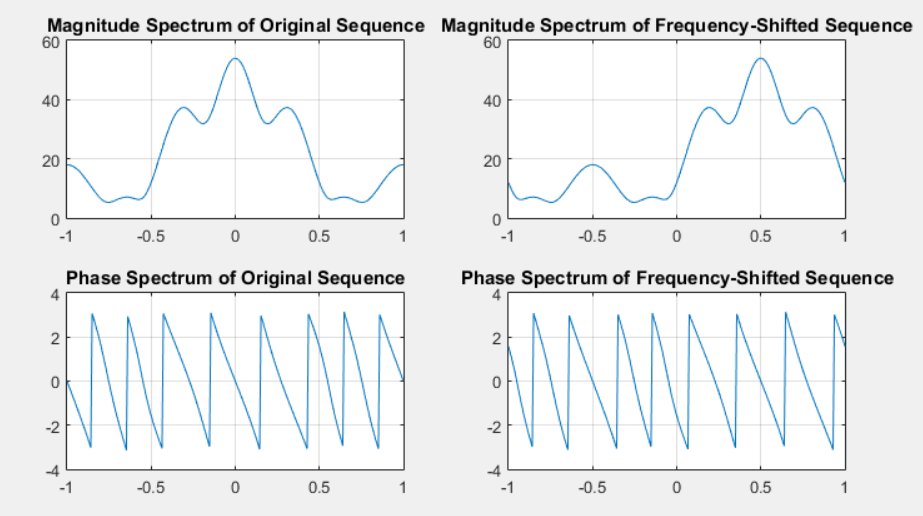 Magnitude Spectrum of Original Sequence
60
40
20
0
-1 -0.5 0 0.5 1
Magnitude Spectrum of Frequency-Shifted Sequence
60
40
20
0
-1 -0.5 0 0.5 1
Phase Spectrum of Original Sequence
4
2
0
-2
-4
-1 -0.5 0 0.5 1
Phase Spectrum of Frequency-Shifted Sequence
4
2
0
-2
-4
-1 -0.5 0 0.5 1